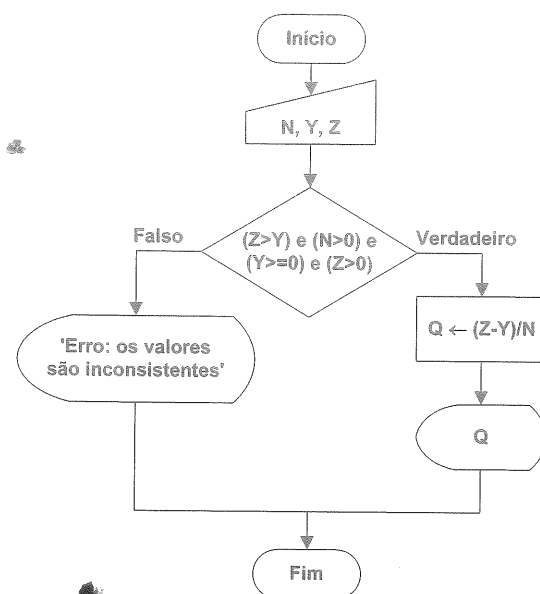 Início
N, Y, Z
Falso
(Z>Y) e (N>0) e
(Y>=0) e (Z>0)
Verdadeiro
'Erro: os valores
são inconsistentes'
Q ← (Z-Y)/N
Q
Fim